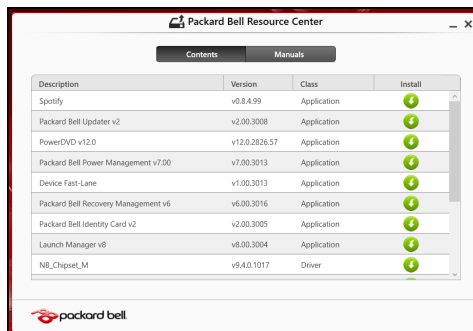 Packard Bell Resource Center
Contents Manuals
Description Version Class Install
Spotify v0.8.4.99 Application
Packard Bell Updater v2 v2.00.3008 Application
PowerDVD v12.0 v12.0.2826.57 Application
Packard Bell Power Management v7.00 v7.00.3013 Application
Device Fast-Lane v1.00.3013 Application
Packard Bell Recovery Management v6 v6.00.3016 Application
Packard Bell Identity Card v2 v2.00.3005 Application
Launch Manager v8 v8.00.3004 Application
NB_Chipset_M v9.4.0.1017 Driver
packard bell.